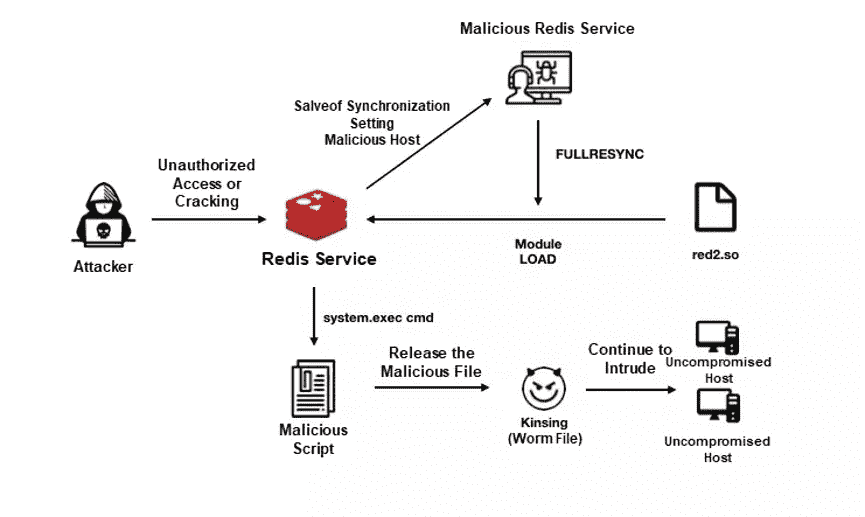 Malicious Redis Service
Salveof Synchronization
Setting
Malicious Host
FULLRESYNC
Unauthorized
Access or
Cracking
Attacker
Redis Service
Module
LOAD
red2.so
system.exec cmd
Malicious
Script
Release the
Malicious File
Kinsing
(Worm File)
Continue to
Intrude
Uncompromised
Host
Uncompromised
Host